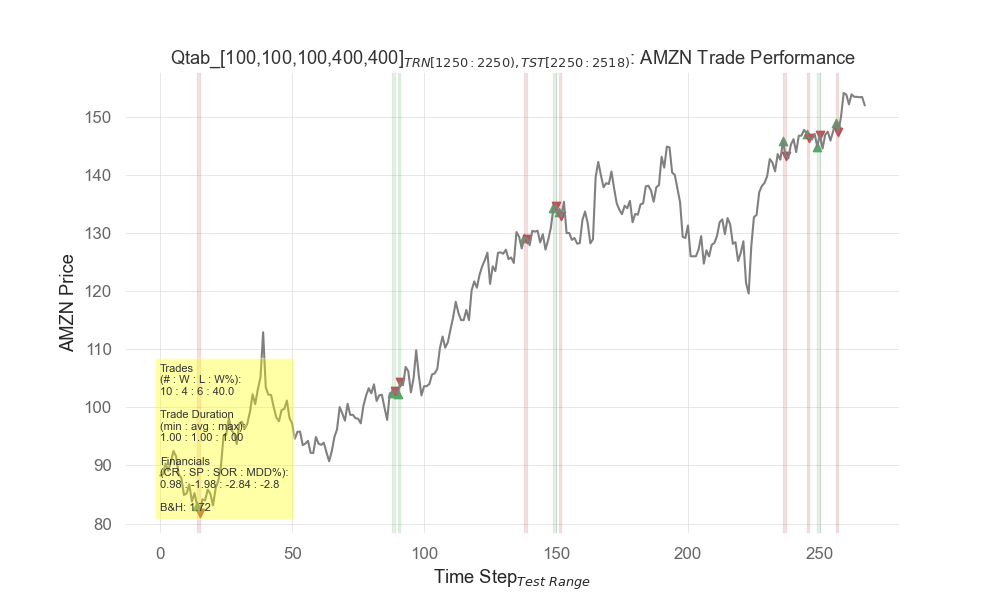 Qtab_[100,100,100,400,400]TRN[1250:2250),TST[2250:2518): AMZN Trade Performance
AMZN Price
150
140
130
120
110
100
90
80
Trades
(# : W : L : W%):
10 : 4 : 6 : 40.0
Trade Duration
(min : avg : max):
1.00 : 1.00 : 1.00
Financials
(CR : SP : SOR : MDD%):
0.98 : -1.98 : -2.84 : -2.8
B&H: 1.72
0 50 100 150 200 250
Time StepTest Range